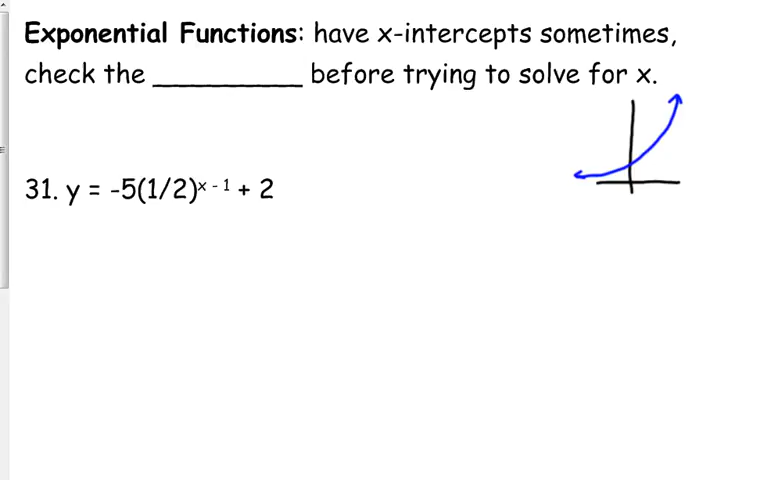 Exponential Functions: have x-intercepts sometimes,
check the __________ before trying to solve for x.
31. y = -5(1/2)^(x - 1) + 2